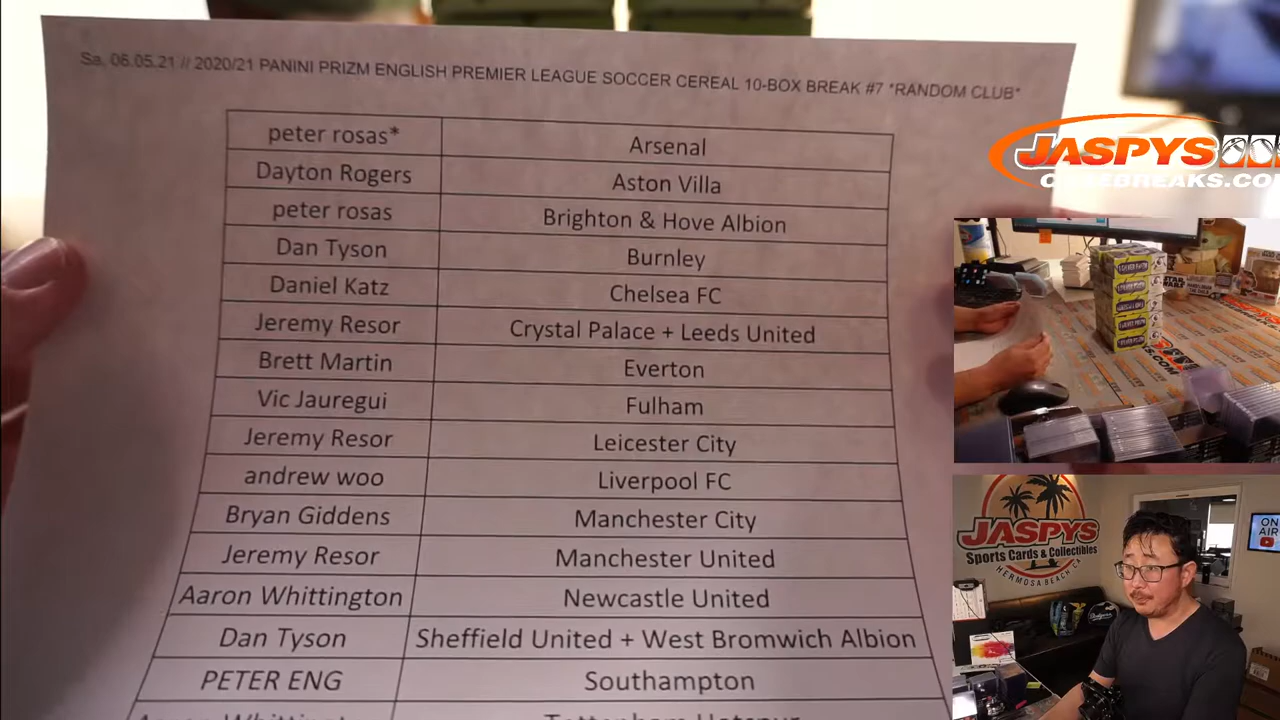 Sa. 06.05.21 // 2020/21 PANINI PRIZM ENGLISH PREMIER LEAGUE SOCCER CEREAL 10-BOX BREAK #7 *RANDOM CLUB*
peter rosas* Arsenal
Dayton Rogers Aston Villa
peter rosas Brighton & Hove Albion
Dan Tyson Burnley
Daniel Katz Chelsea FC
Jeremy Resor Crystal Palace + Leeds United
Brett Martin Everton
Vic Jauregui Fulham
Jeremy Resor Leicester City
andrew woo Liverpool FC
Bryan Giddens Manchester City
Jeremy Resor Manchester United
Aaron Whittington Newcastle United
Dan Tyson Sheffield United + West Bromwich Albion
PETER ENG Southampton
Tottenham Hotspur
JASPYS
STAR
WARS
JASPYS
Sports Cards & Collectibles
HERMOSA BEACH CA
ON
AIR